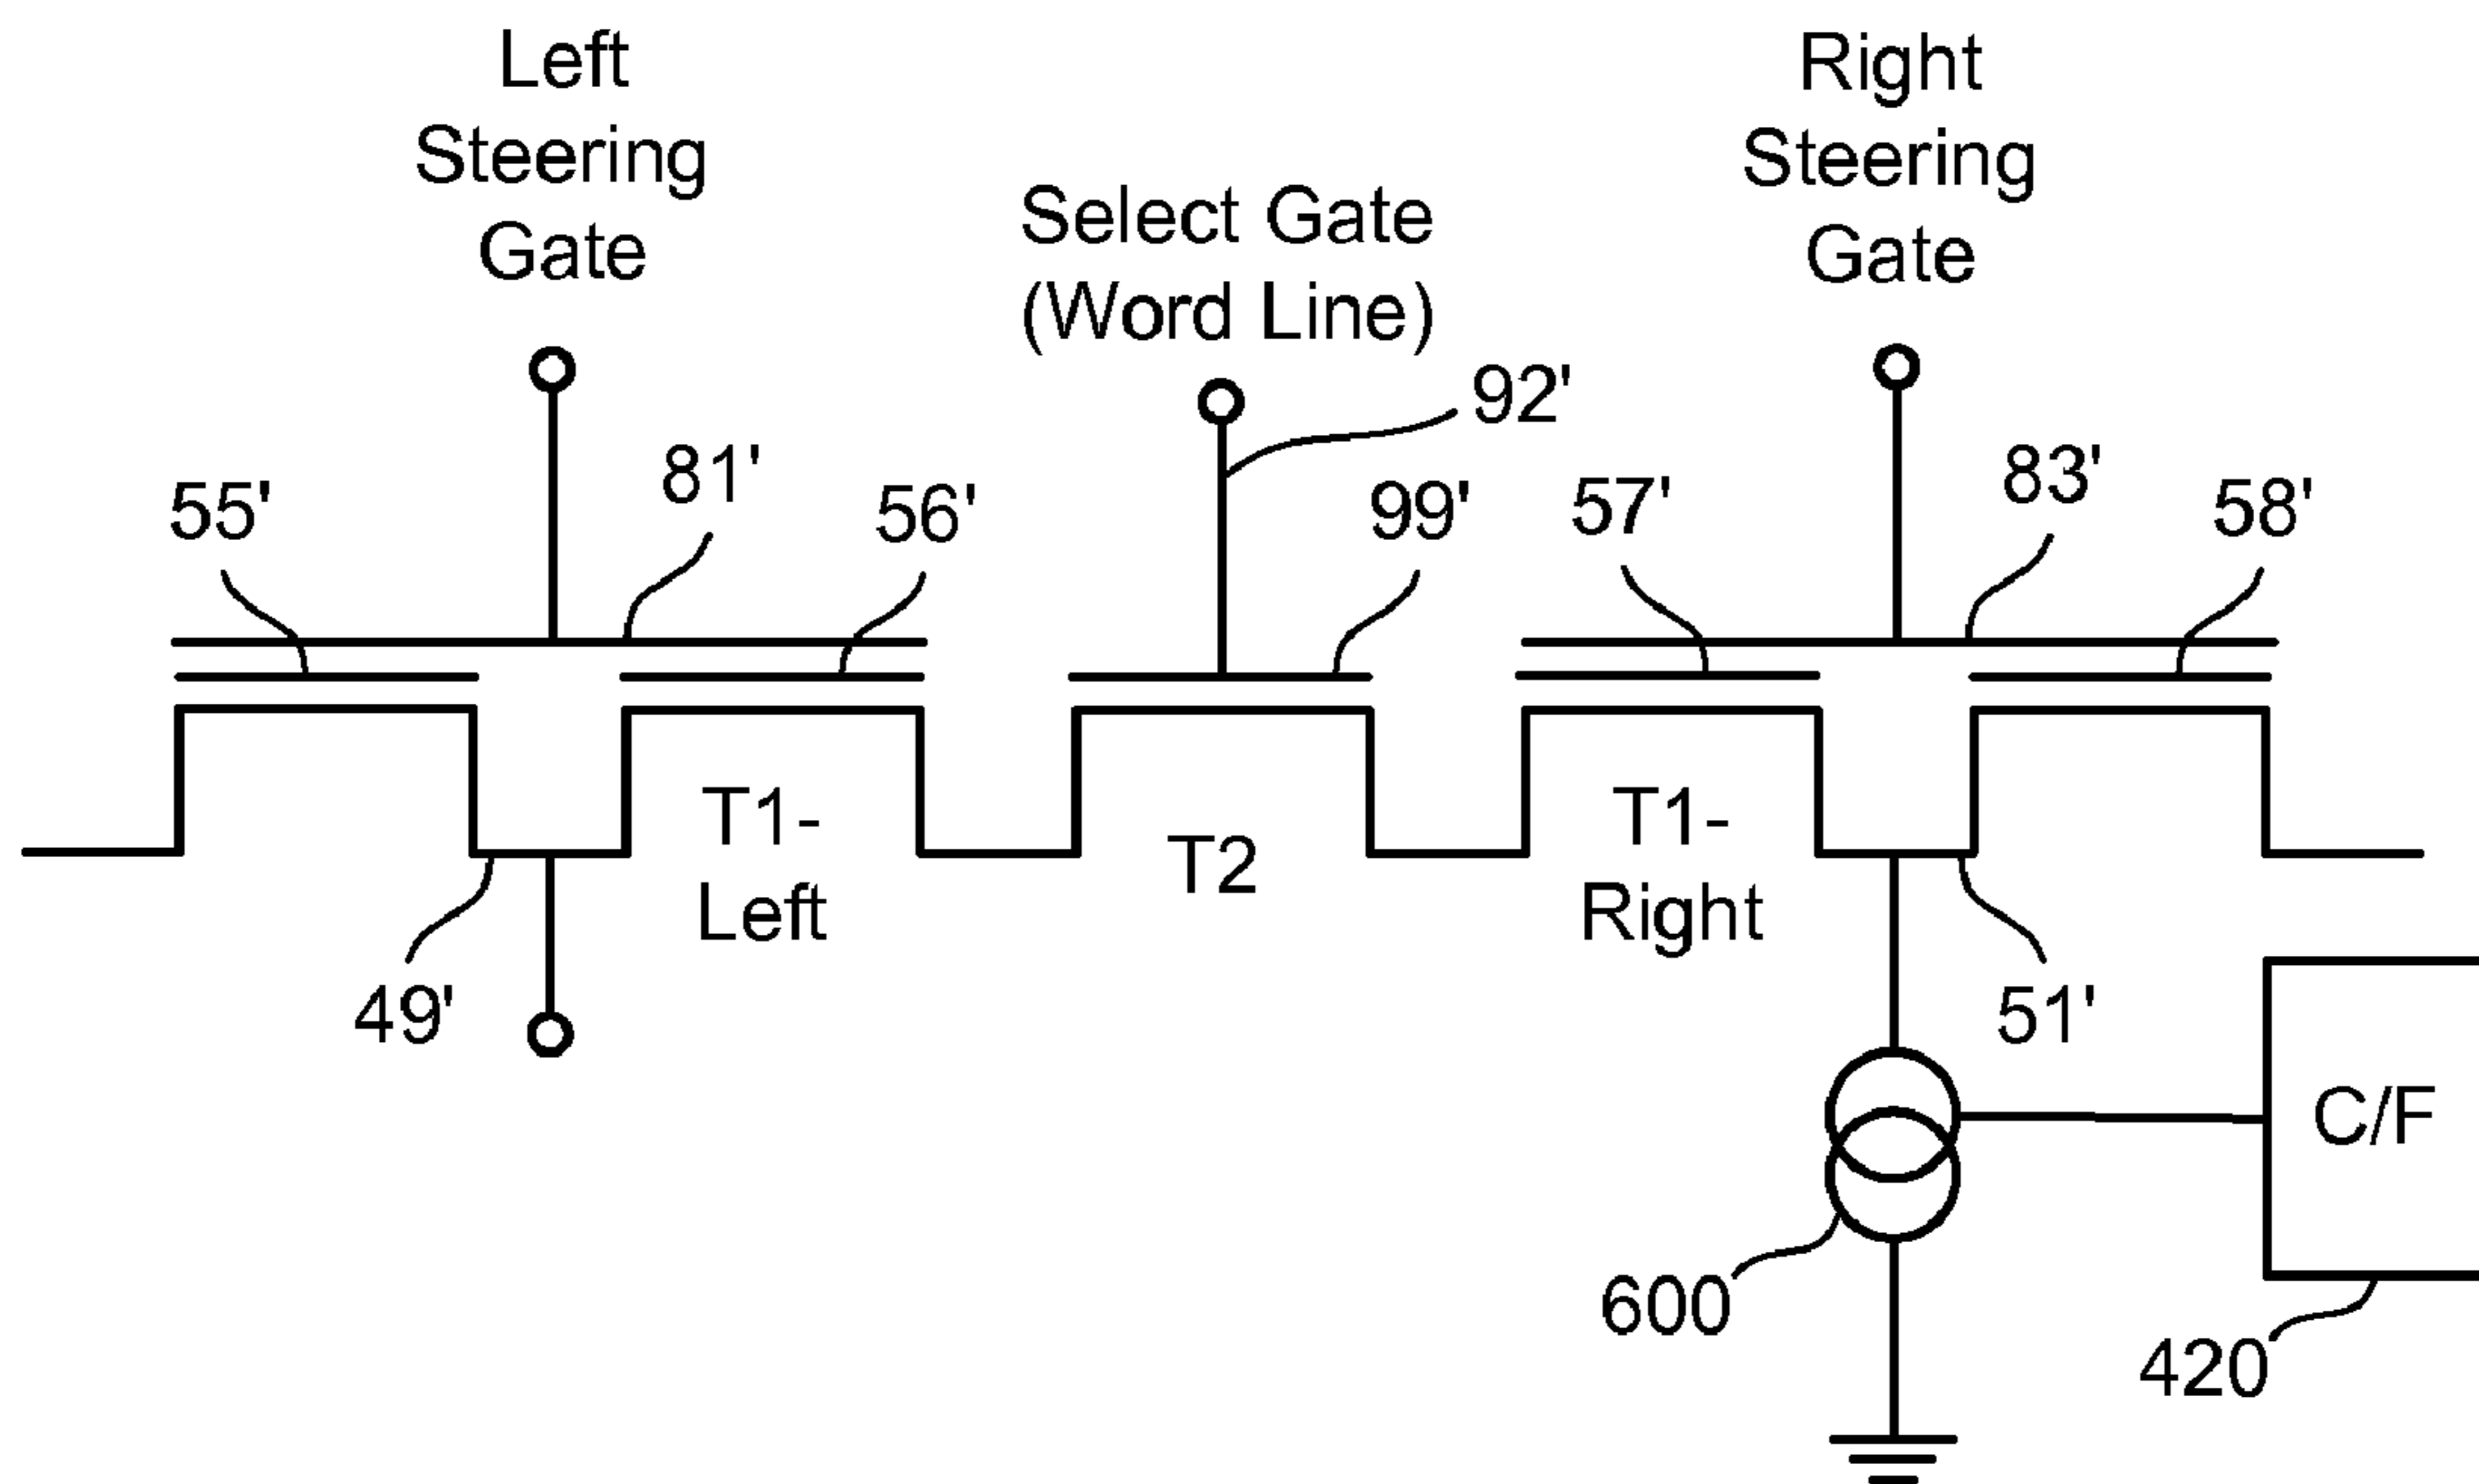 Left
Steering
Gate
Right
Steering
Gate
Select Gate
(Word Line)
92'
55'
81'
56'
99'
57'
83'
58'
T1-
Left
T2
T1-
Right
49'
51'
C/F
600
420